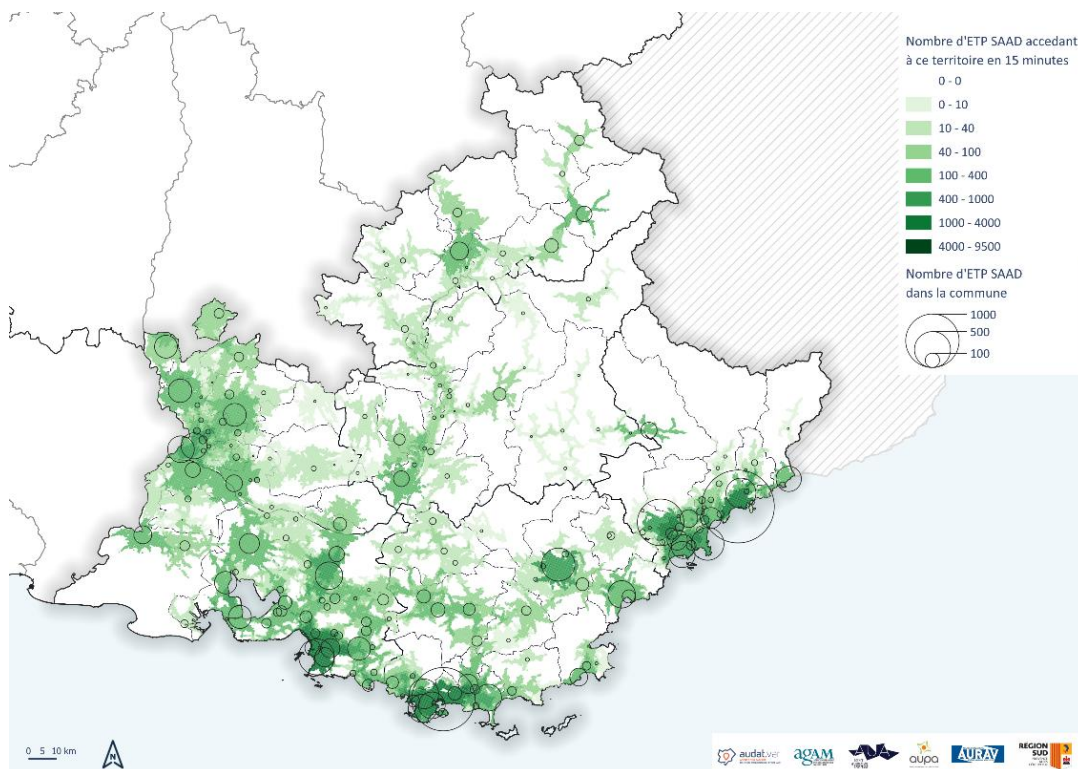 Nombre d'ETP SAAD accedant
à ce territoire en 15 minutes
0 - 0
0 - 10
10 - 40
40 - 100
100 - 400
400 - 1000
1000 - 4000
4000 - 9500
Nombre d'ETP SAAD
dans la commune
1000
500
100
0 5 10 km
N
audat.var
agam
aupa
AURAV
REGION
SUD